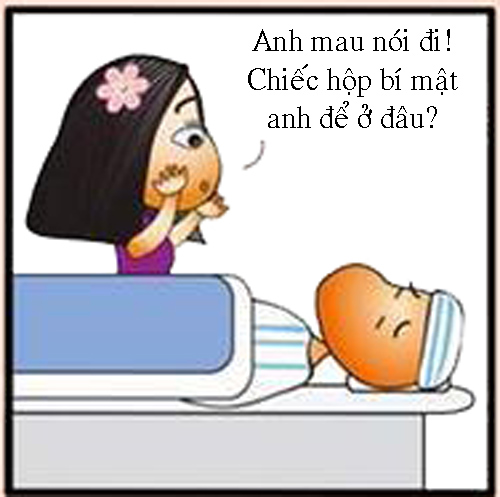 Anh mau nói đi!
Chiếc hộp bí mật
anh để ở đâu?